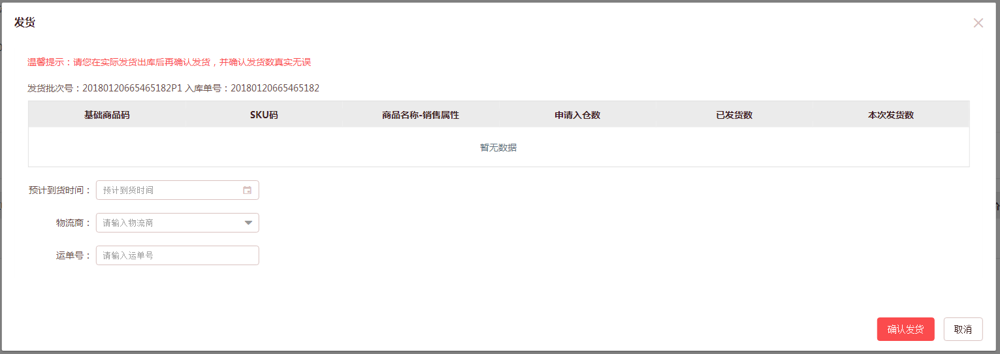 发货
温馨提示：请您在实际发货出库后再确认发货，并确认发货数真实无误
发货批次号：20180120665465182P1 入库单号：20180120665465182
基础商品码 SKU码 商品名称-销售属性 申请入仓数 已发货数 本次发货数
暂无数据
预计到货时间： 预计到货时间
物流商： 请输入物流商
运单号： 请输入运单号
确认发货 取消